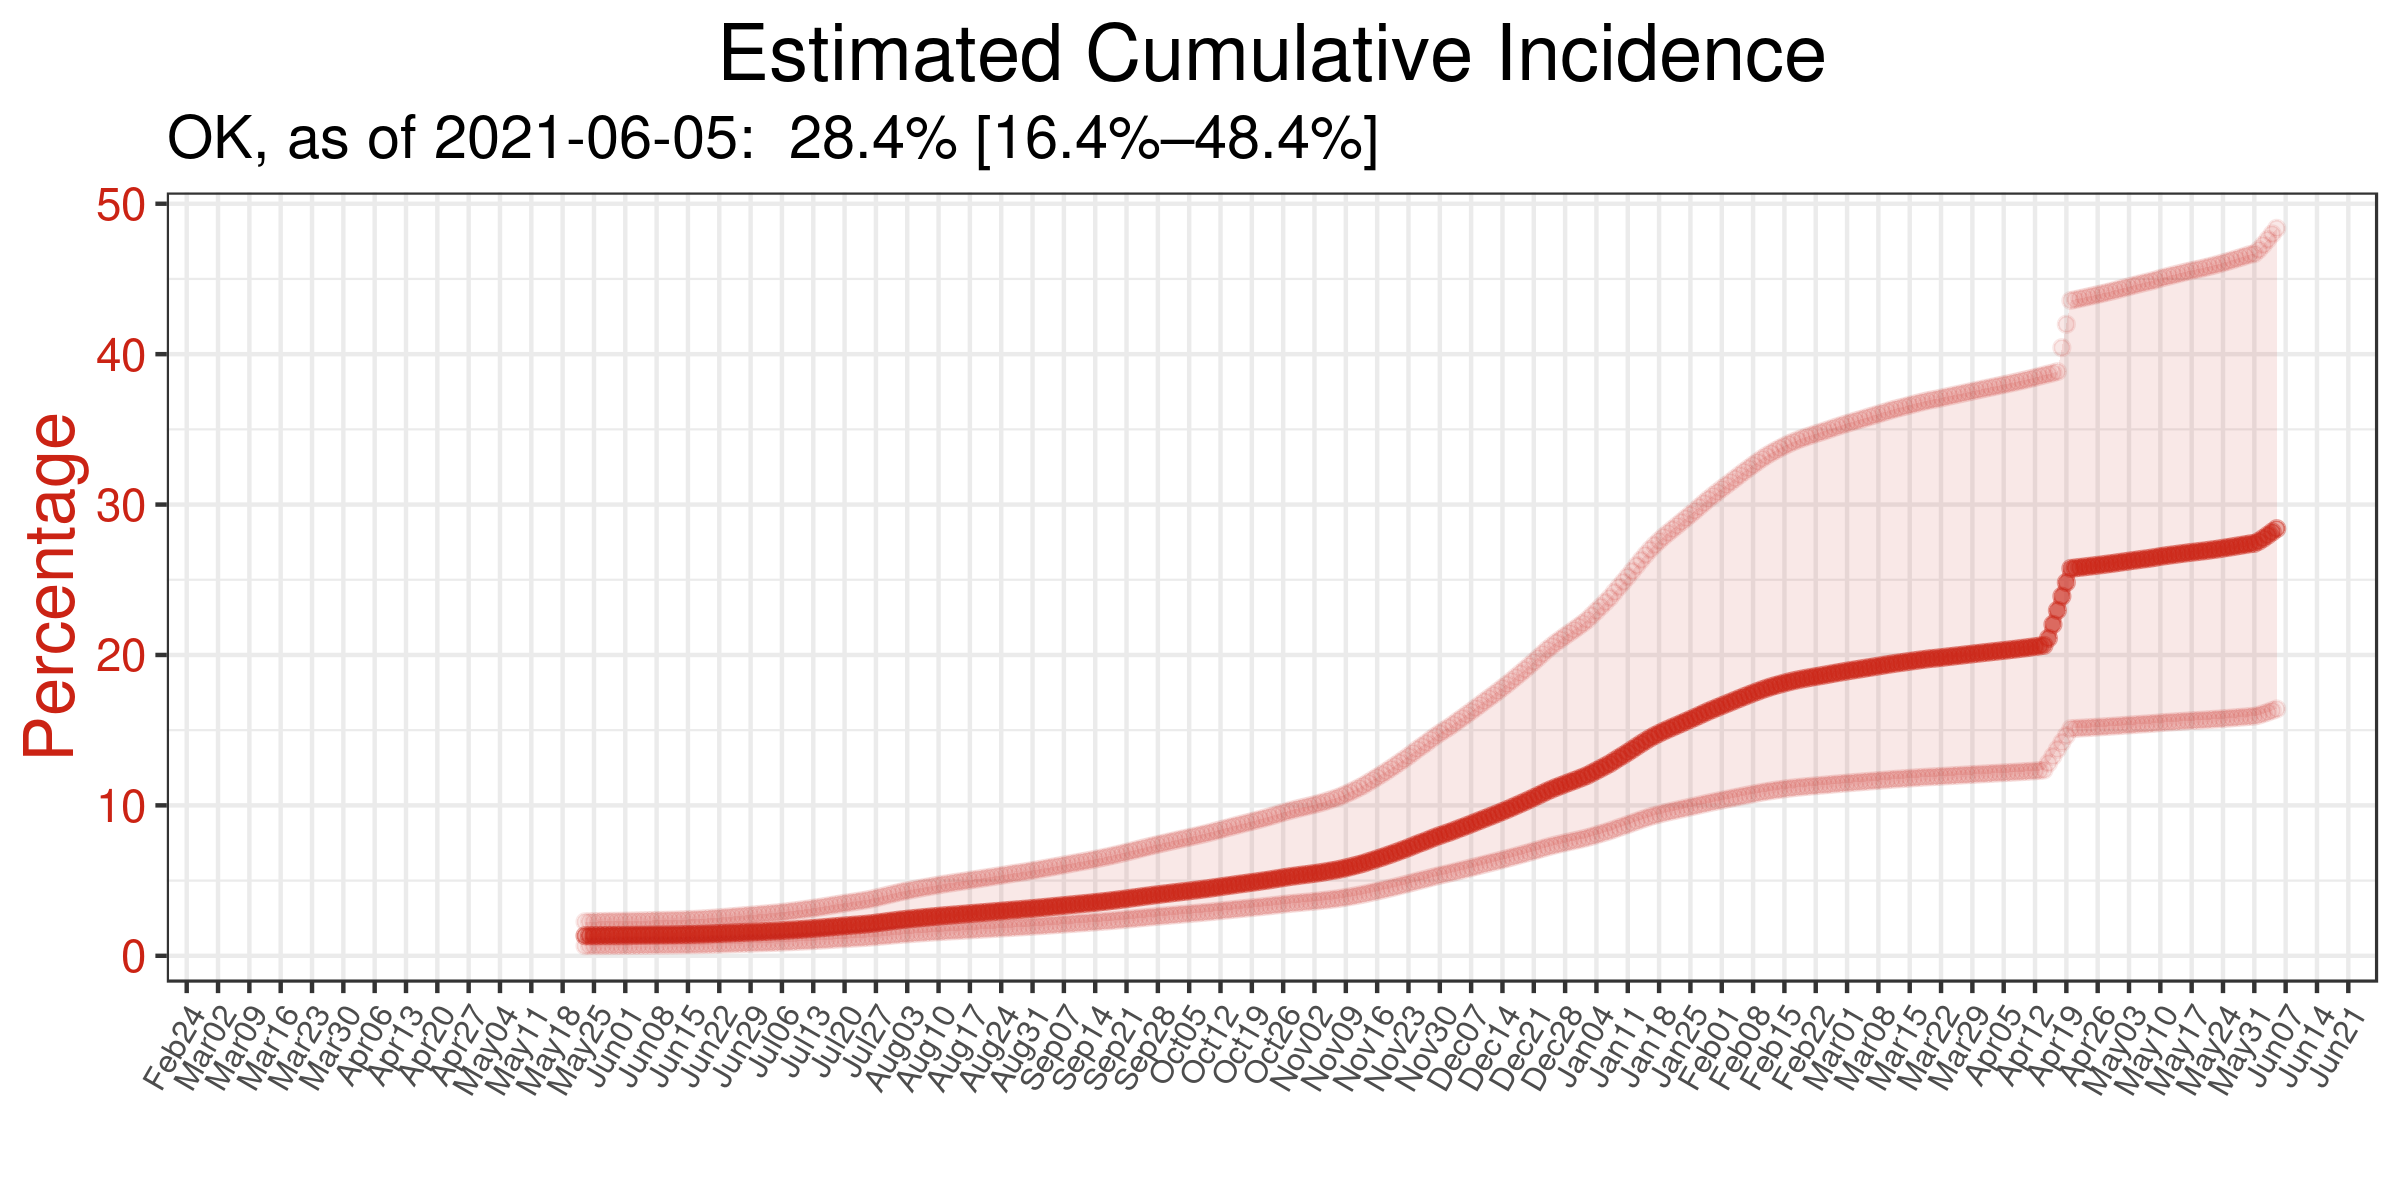 Estimated Cumulative Incidence
OK, as of 2021-06-05:  28.4% [16.4%–48.4%]
Percentage
50
40
30
20
10
0
Feb24
Mar02
Mar09
Mar16
Mar23
Mar30
Apr06
Apr13
Apr20
Apr27
May04
May11
May18
May25
Jun01
Jun08
Jun15
Jun22
Jun29
Jul06
Jul13
Jul20
Jul27
Aug03
Aug10
Aug17
Aug24
Aug31
Sep07
Sep14
Sep21
Sep28
Oct05
Oct12
Oct19
Oct26
Nov02
Nov09
Nov16
Nov23
Nov30
Dec07
Dec14
Dec21
Dec28
Jan04
Jan11
Jan18
Jan25
Feb01
Feb08
Feb15
Feb22
Mar01
Mar08
Mar15
Mar22
Mar29
Apr05
Apr12
Apr19
Apr26
May03
May10
May17
May24
May31
Jun07
Jun14
Jun21